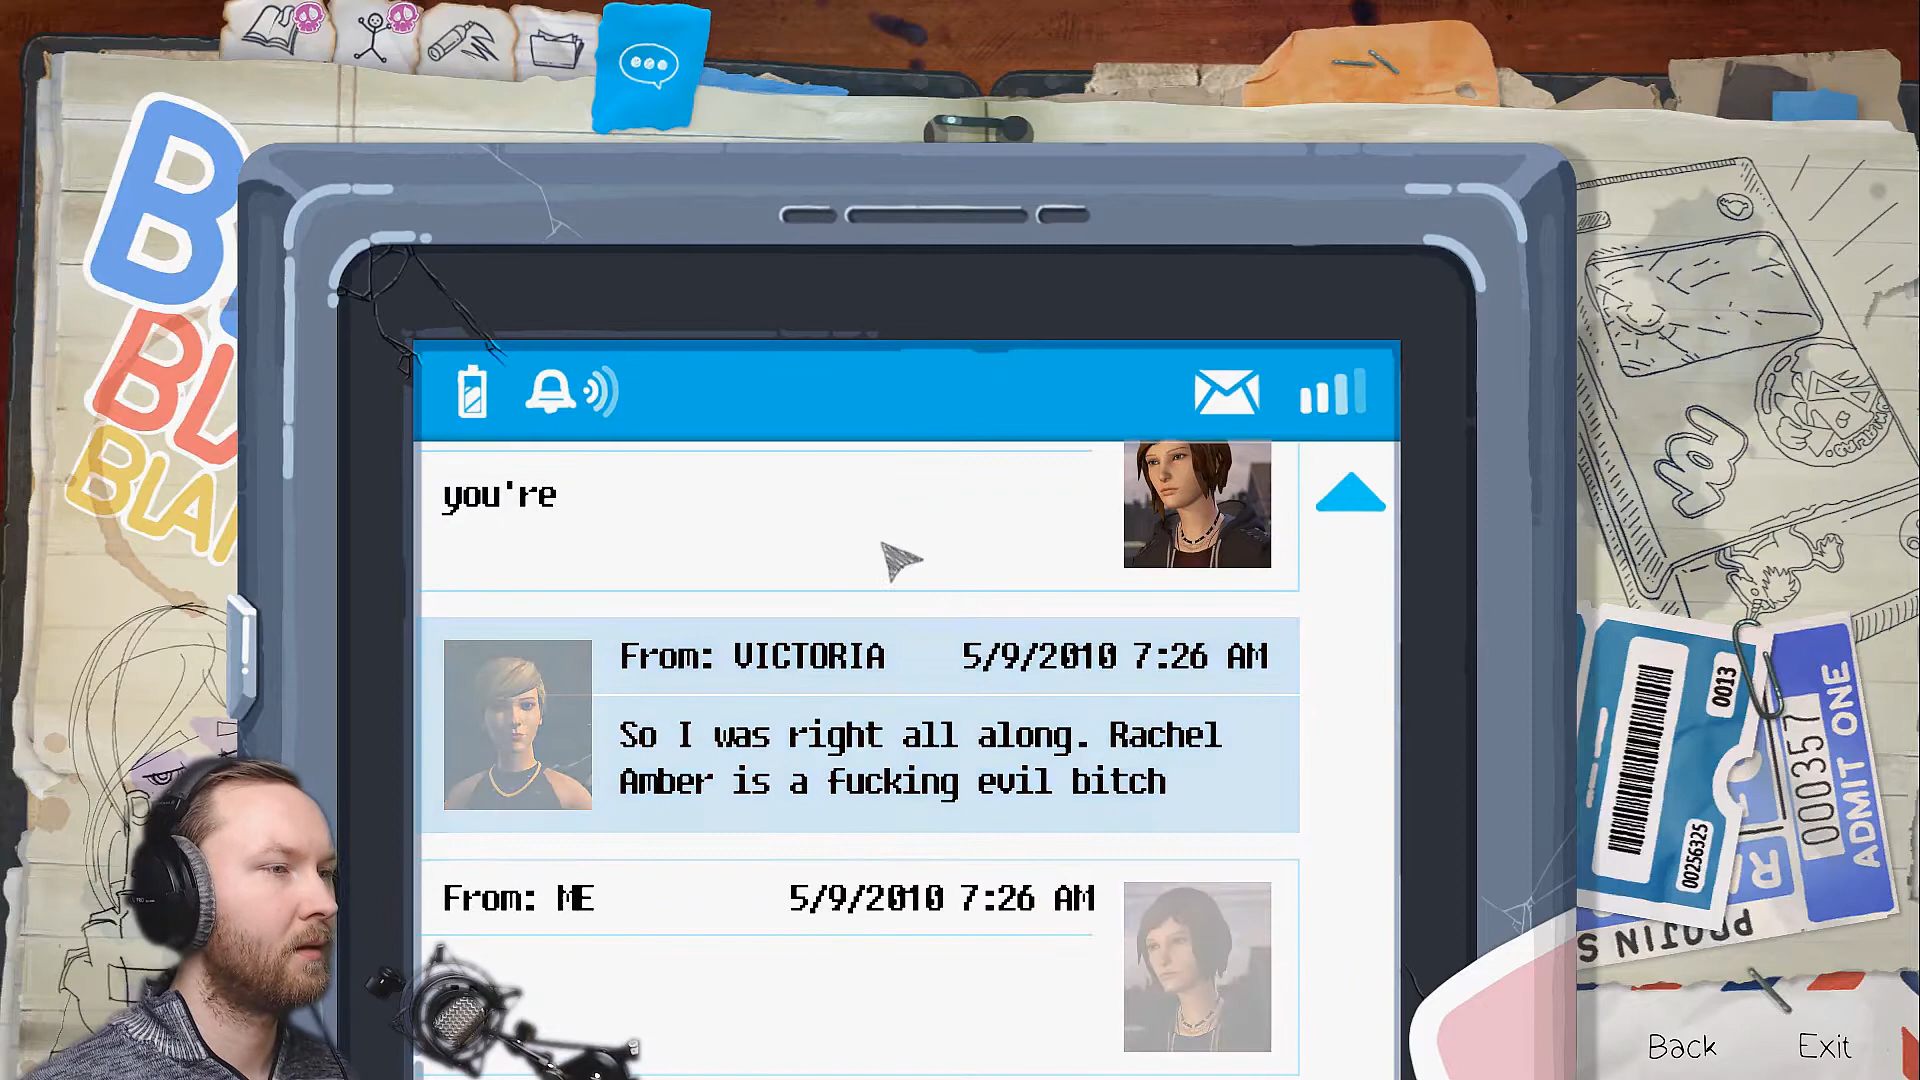 you're
From: VICTORIA 5/9/2010 7:26 AM
So I was right all along. Rachel
Amber is a fucking evil bitch
From: ME 5/9/2010 7:26 AM
0013
00256325
000357
ADMIT ONE
Back Exit